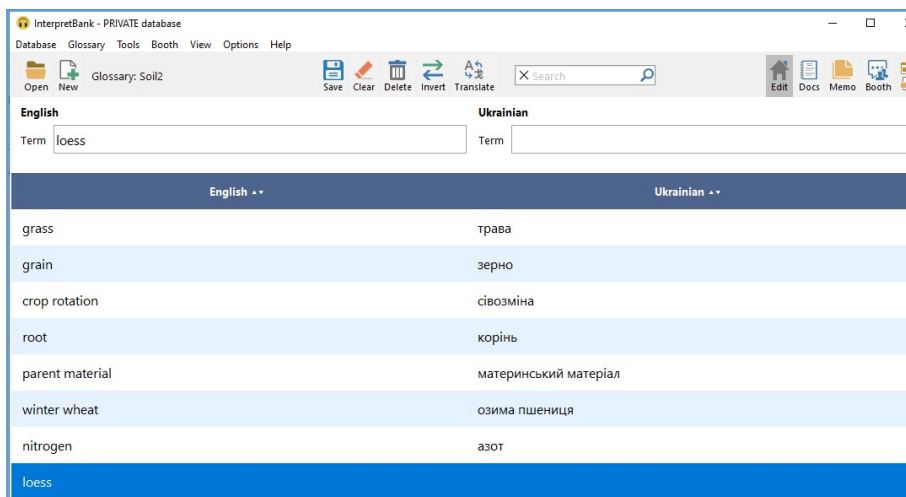 InterpretBank - PRIVATE database
Database Glossary Tools Booth View Options Help
Open New Glossary: Soil2 Save Clear Delete Invert Translate Search Edit Docs Memo Booth
English Ukrainian
Term loess Term
English Ukrainian
grass трава
grain зерно
crop rotation сівозміна
root корінь
parent material материнський матеріал
winter wheat озима пшениця
nitrogen азот
loess